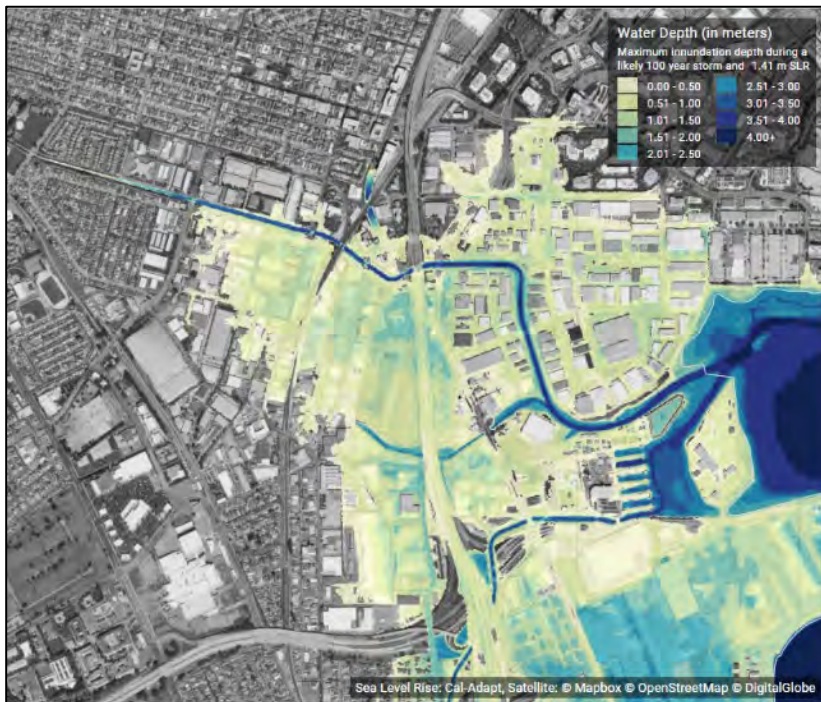 Water Depth (in meters)
Maximum innundation depth during a
likely 100 year storm and 1.41 m SLR
0.00 - 0.50
0.51 - 1.00
1.01 - 1.50
1.51 - 2.00
2.01 - 2.50
2.51 - 3.00
3.01 - 3.50
3.51 - 4.00
4.00+
Sea Level Rise: Cal-Adapt, Satellite: © Mapbox © OpenStreetMap © DigitalGlobe